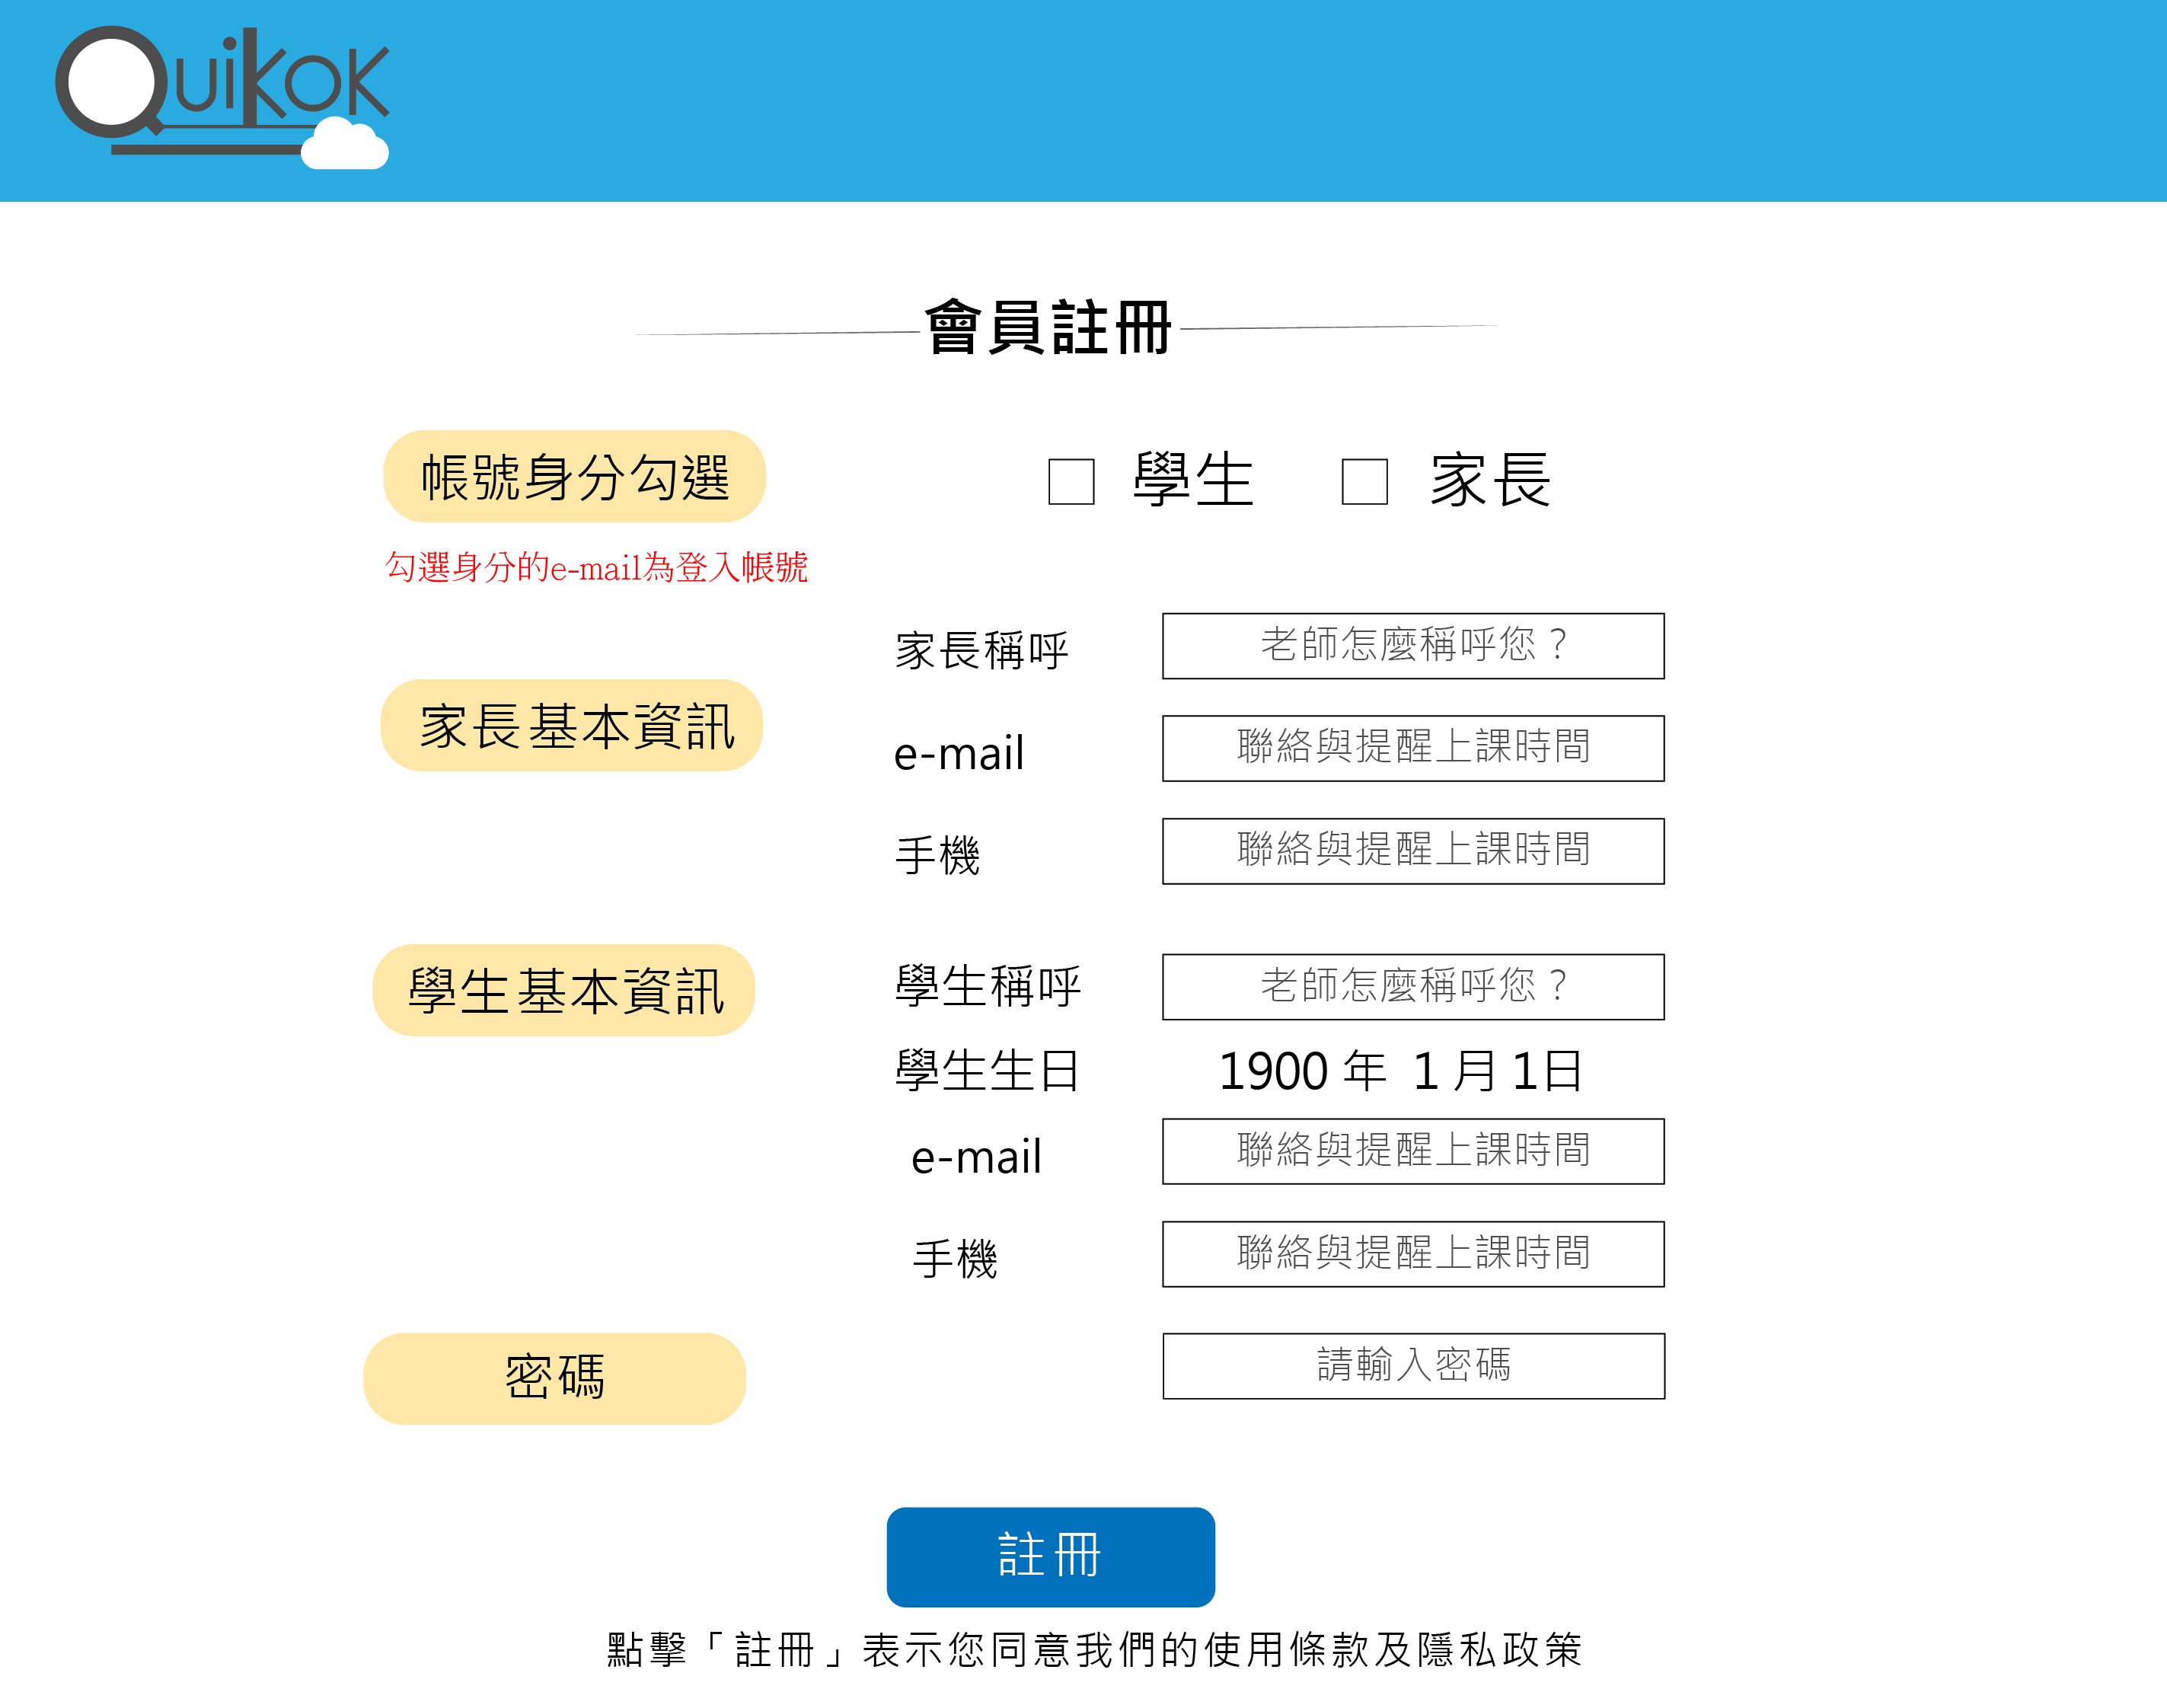 Quikok
會員註冊
帳號身分勾選
學生
家長
勾選身分的e-mail為登入帳號
家長基本資訊
家長稱呼
老師怎麼稱呼您？
e-mail
聯絡與提醒上課時間
手機
聯絡與提醒上課時間
學生基本資訊
學生稱呼
老師怎麼稱呼您？
學生生日
1900 年 1 月 1日
e-mail
聯絡與提醒上課時間
手機
聯絡與提醒上課時間
密碼
請輸入密碼
註冊
點擊「註冊」表示您同意我們的使用條款及隱私政策